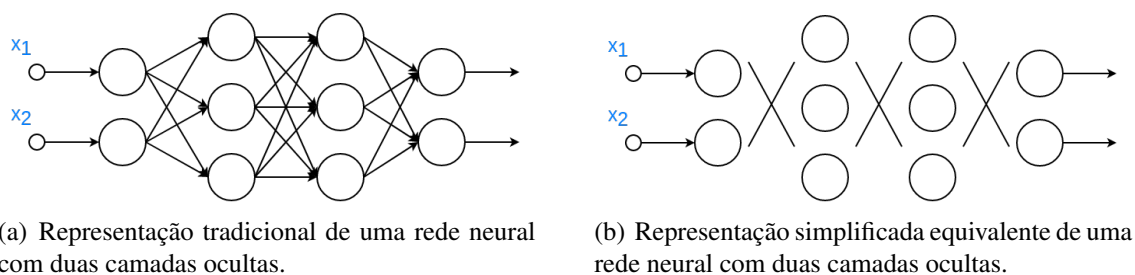 x1
x2
x1
x2
(a) Representação tradicional de uma rede neural
com duas camadas ocultas.
(b) Representação simplificada equivalente de uma
rede neural com duas camadas ocultas.